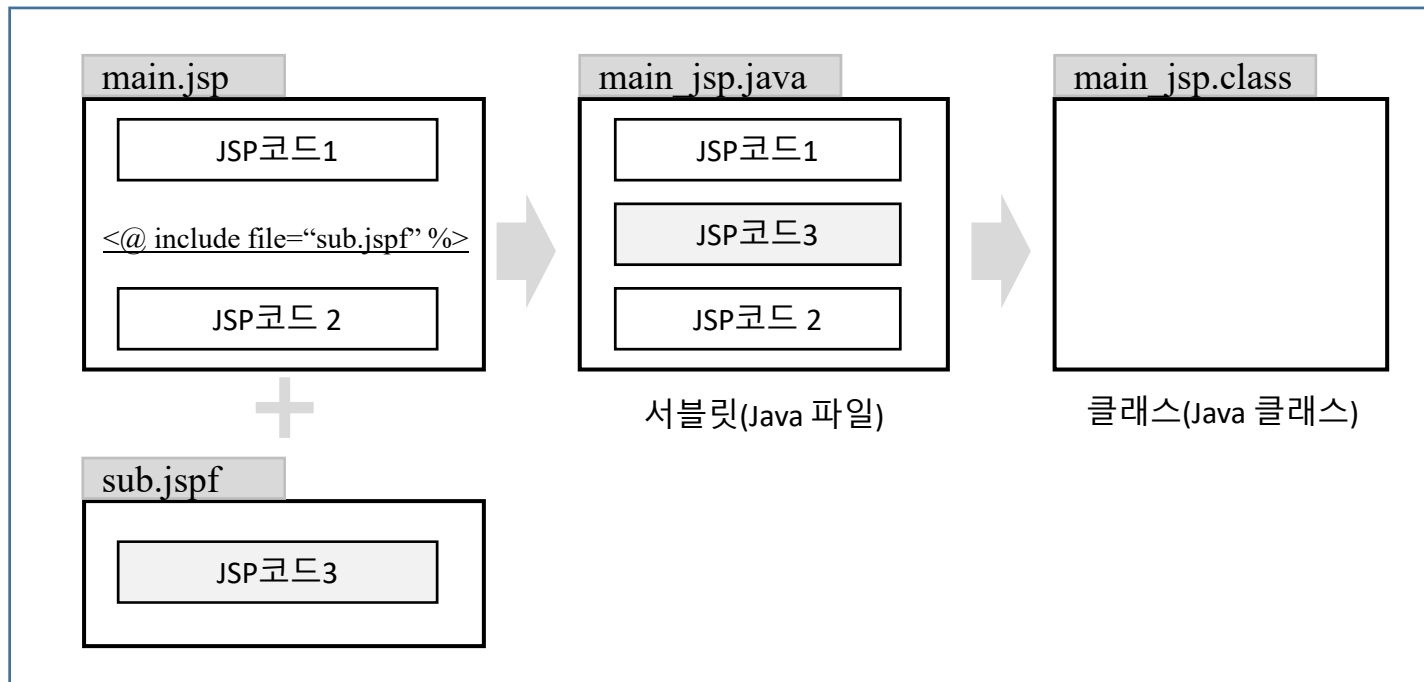 main.jsp
JSP코드1
<@ include file=“sub.jspf” %>
JSP코드 2
sub.jspf
JSP코드3
main_jsp.java
JSP코드1
JSP코드3
JSP코드 2
서블릿(Java 파일)
main_jsp.class
클래스(Java 클래스)